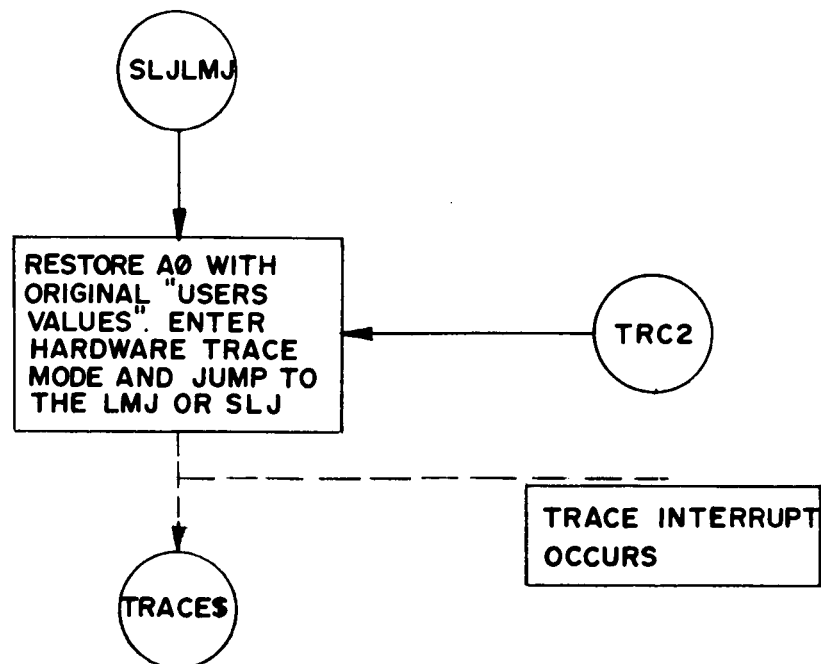 SLJLMJ
RESTORE AØ WITH
ORIGINAL "USERS
VALUES". ENTER
HARDWARE TRACE
MODE AND JUMP TO
THE LMJ OR SLJ
TRC2
TRACE INTERRUPT
OCCURS
TRACE$